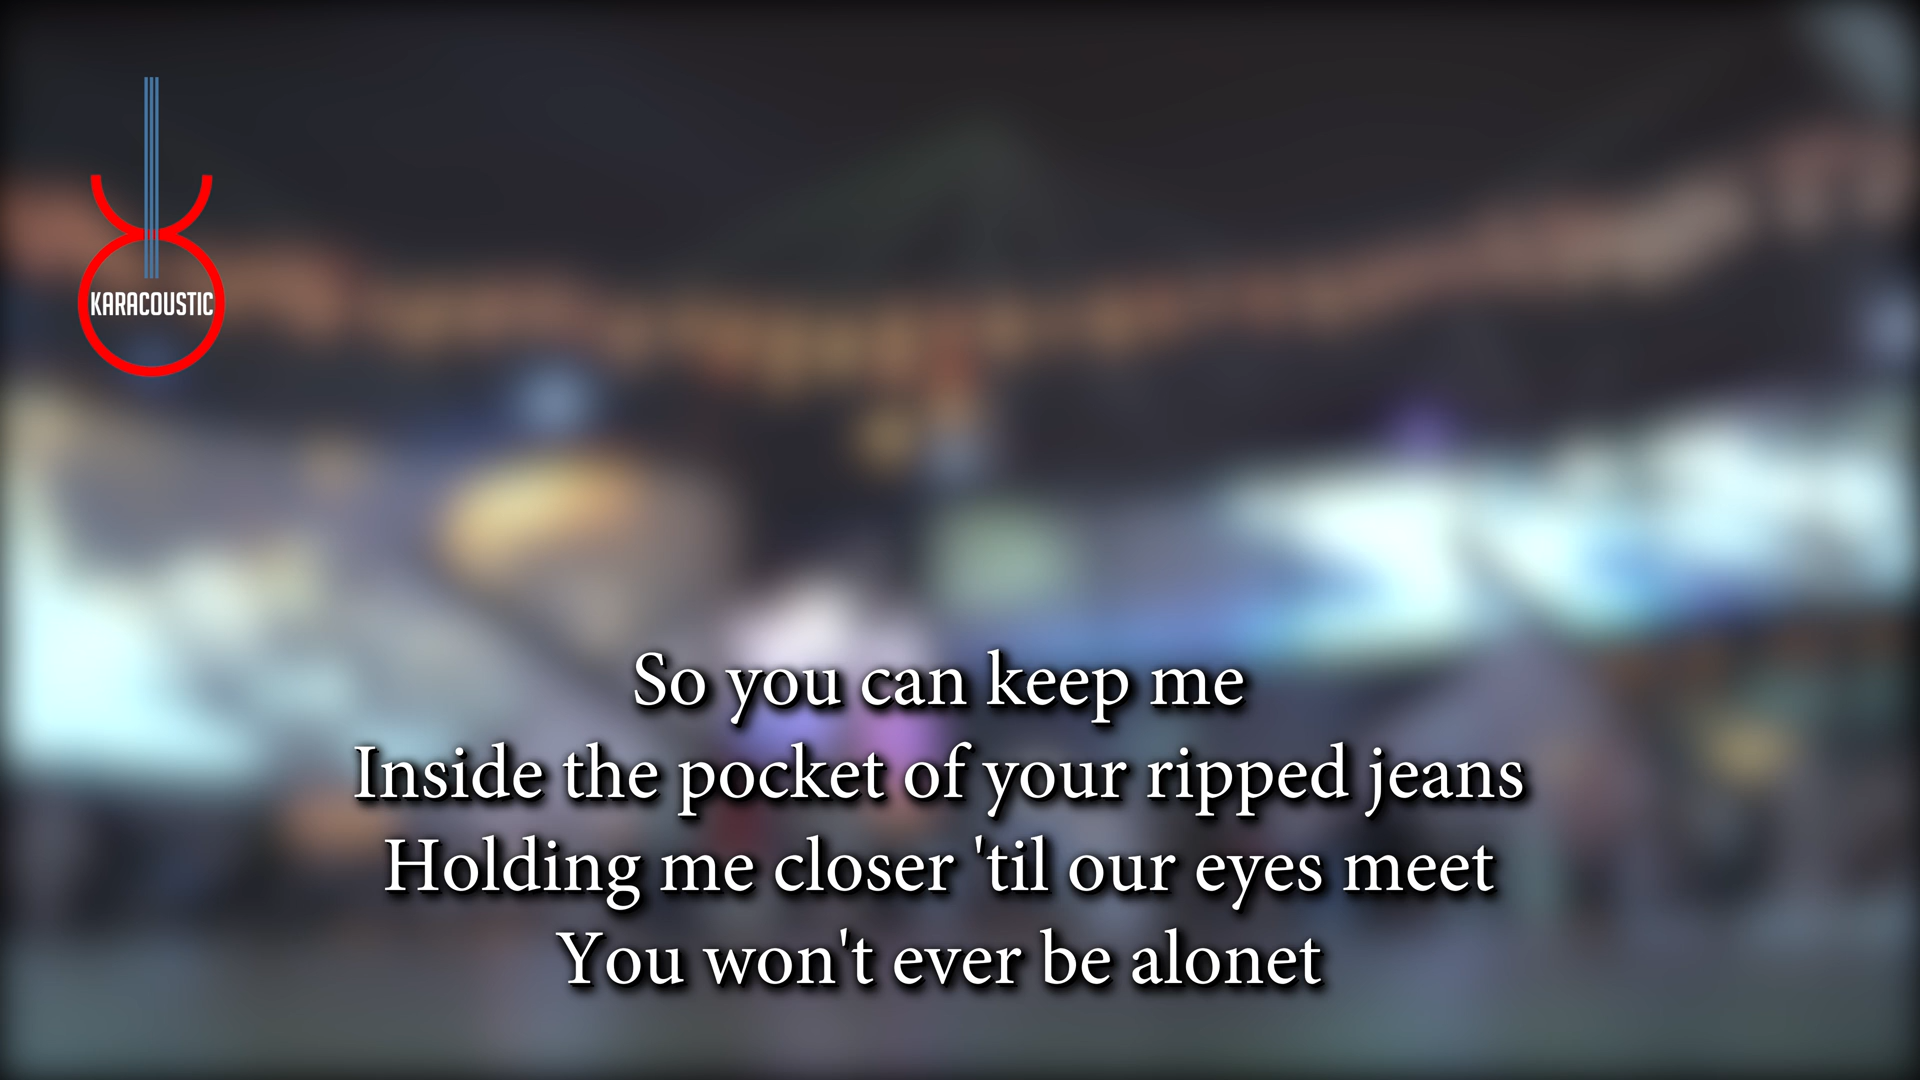 KARACOUSTIC
So you can keep me
Inside the pocket of your ripped jeans
Holding me closer 'til our eyes meet
You won't ever be alonet